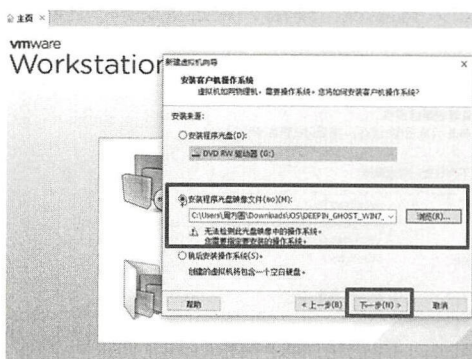 主页 ×
vmware
Workstation
新建虚拟机向导
×
安装客户机操作系统
虚拟机如同物理机，需要操作系统。您将如何安装客户机操作系统?
安装来源:
安装程序光盘(D):
DVD RW 驱动器 (G:)
安装程序光盘映像文件(iso)(M):
C:\Users\周万图\Downloads\OS\DEEPIN_GHOST_WIN7_
浏览(R)...
无法检测此光盘映像中的操作系统。
您需要指定要安装的操作系统。
稍后安装操作系统(S)。
创建的虚拟机将包含一个空白硬盘。
帮助
< 上一步(B)
下一步(N) >
取消